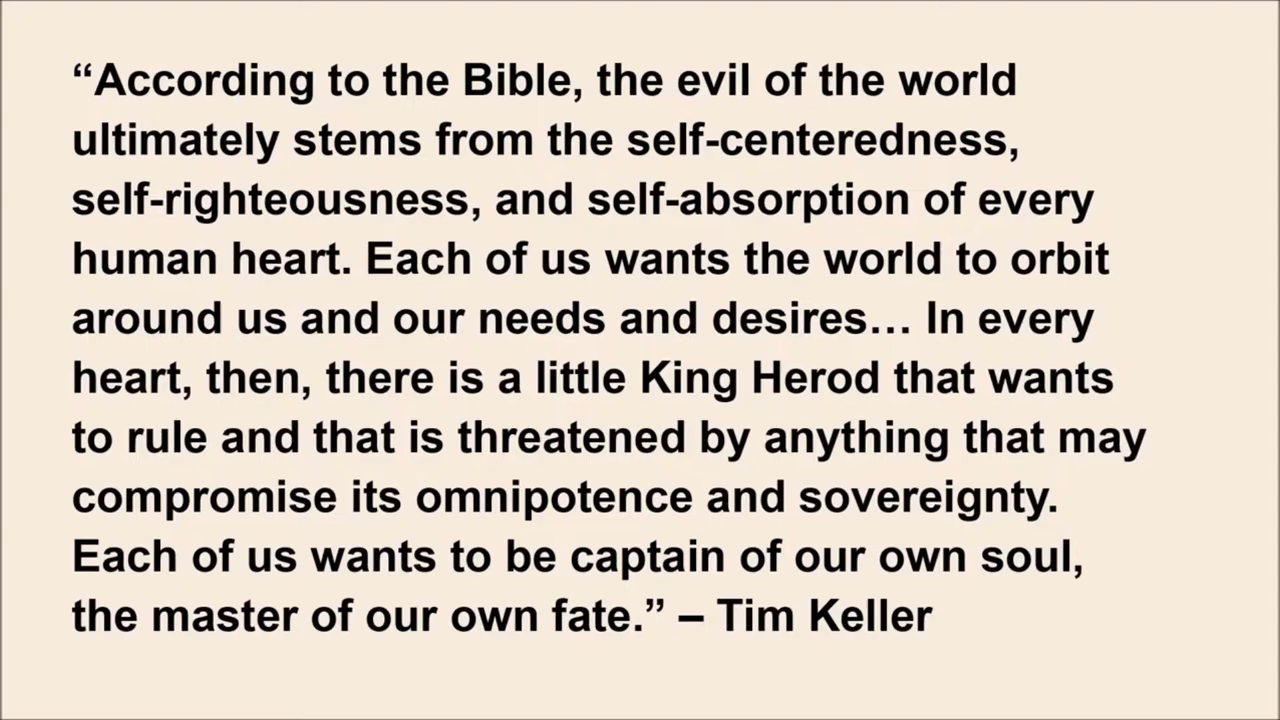 “According to the Bible, the evil of the world
ultimately stems from the self-centeredness,
self-righteousness, and self-absorption of every
human heart. Each of us wants the world to orbit
around us and our needs and desires… In every
heart, then, there is a little King Herod that wants
to rule and that is threatened by anything that may
compromise its omnipotence and sovereignty.
Each of us wants to be captain of our own soul,
the master of our own fate.” – Tim Keller